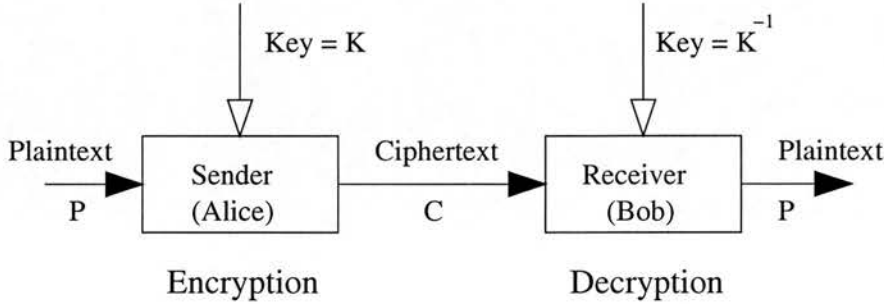 Key = K
Key = K⁻¹
Plaintext
Ciphertext
Plaintext
Sender
(Alice)
Receiver
(Bob)
P
C
P
Encryption
Decryption